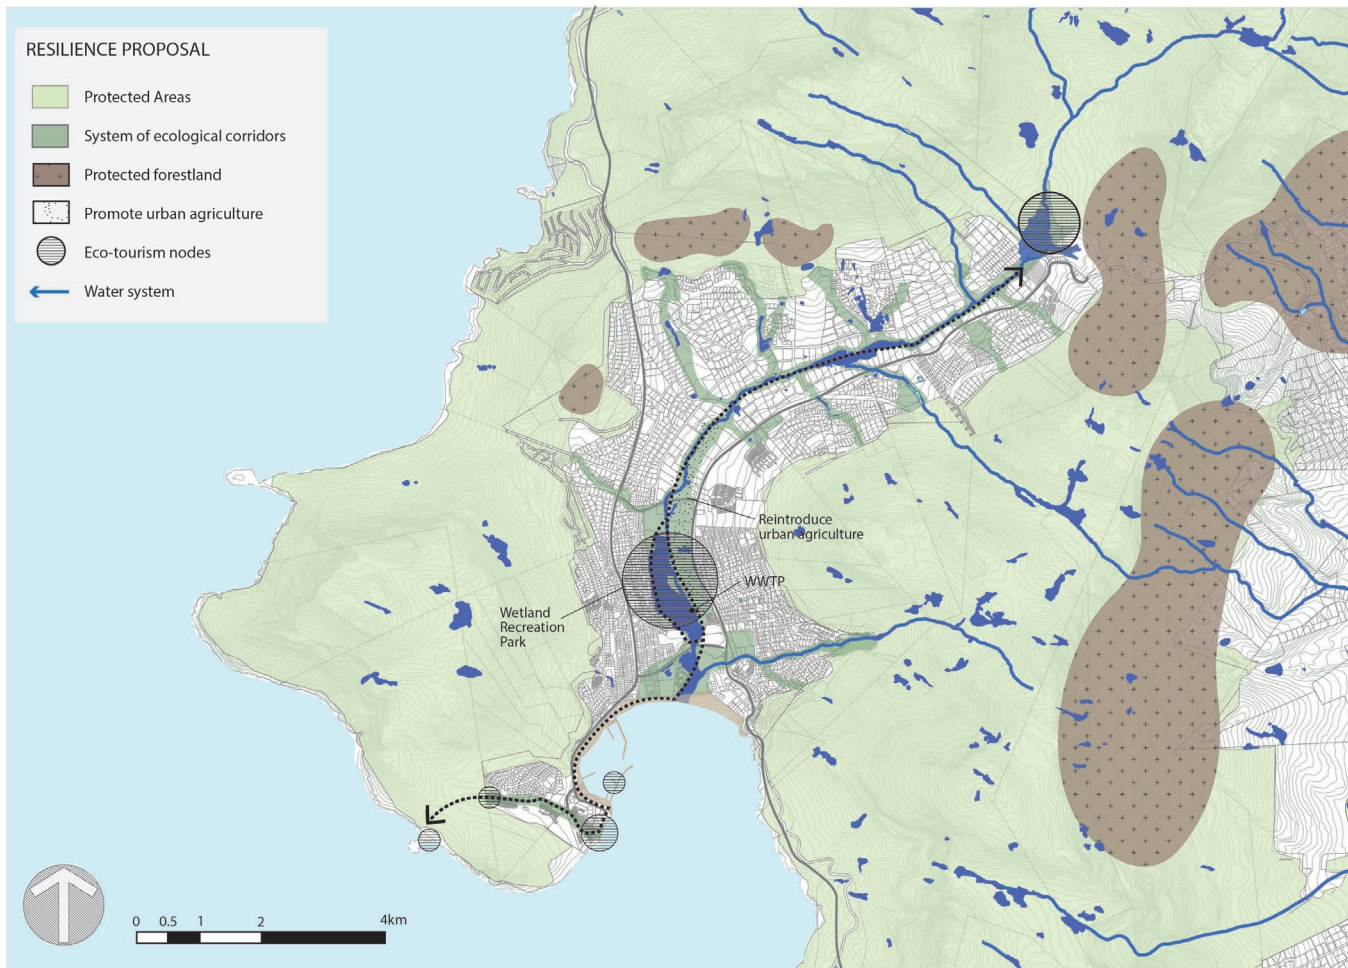 RESILIENCE PROPOSAL
Protected Areas
System of ecological corridors
Protected forestland
Promote urban agriculture
Eco-tourism nodes
Water system
Reintroduce
urban agriculture
WWTP
Wetland
Recreation
Park
0 0.5 1 2 4km